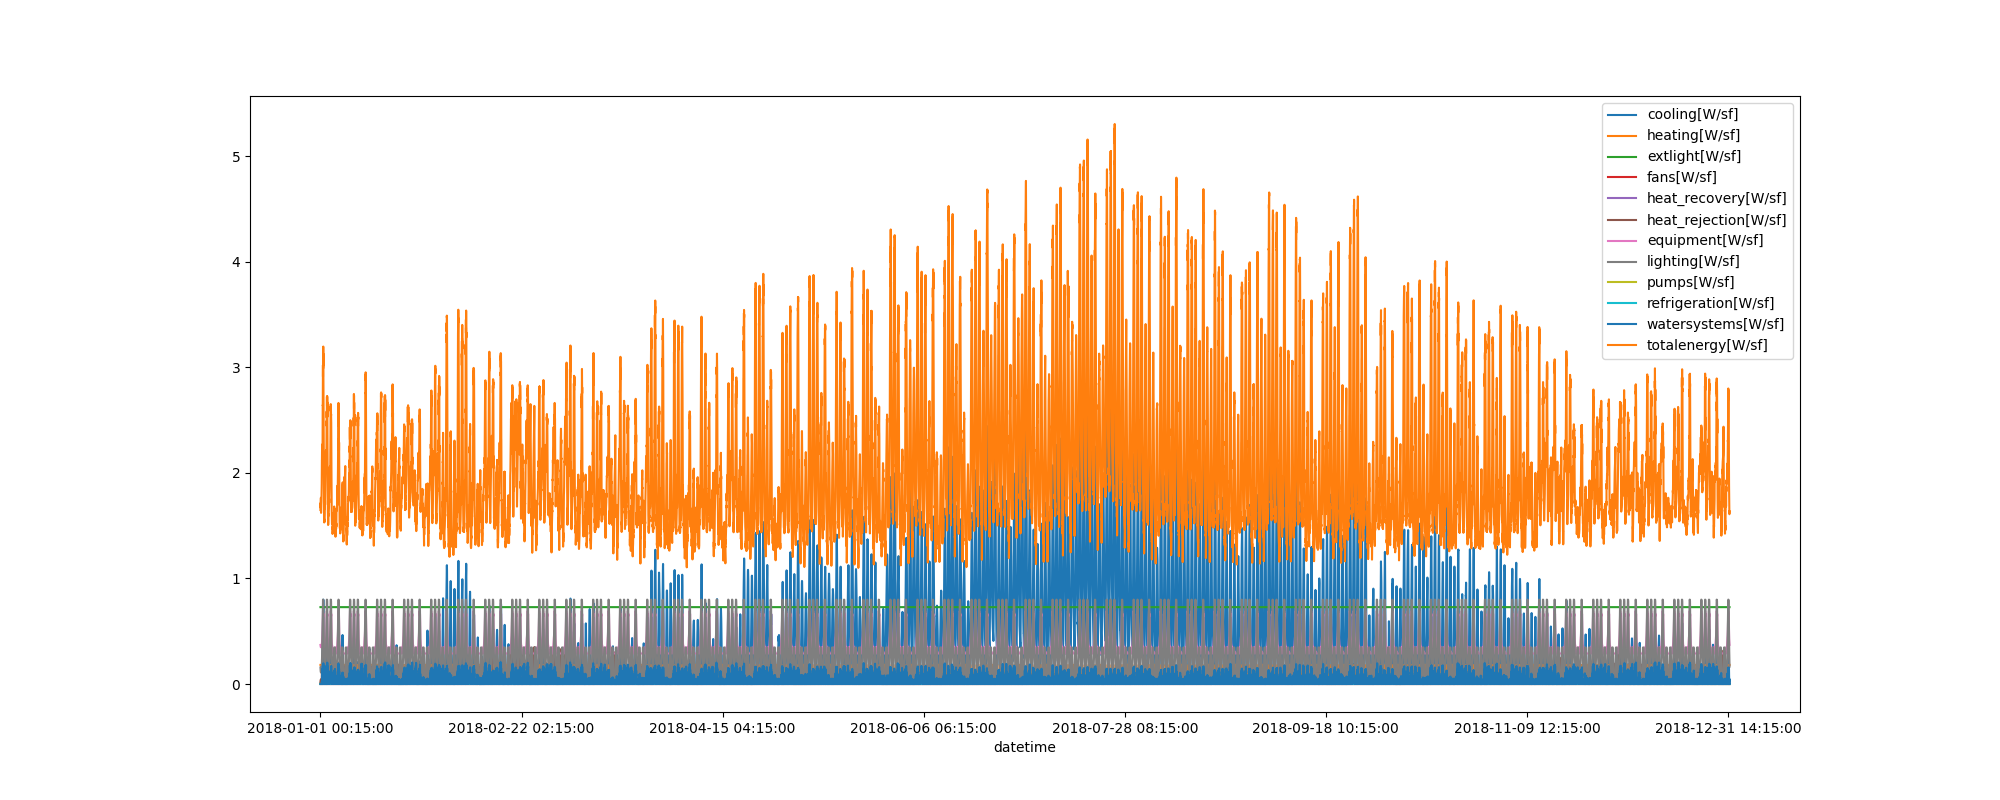 5
4
3
2
1
0
cooling[W/sf]
heating[W/sf]
extlight[W/sf]
fans[W/sf]
heat_recovery[W/sf]
heat_rejection[W/sf]
equipment[W/sf]
lighting[W/sf]
pumps[W/sf]
refrigeration[W/sf]
watersystems[W/sf]
totalenergy[W/sf]
2018-01-01 00:15:00 2018-02-22 02:15:00 2018-04-15 04:15:00 2018-06-06 06:15:00 2018-07-28 08:15:00 2018-09-18 10:15:00 2018-11-09 12:15:00 2018-12-31 14:15:00
datetime